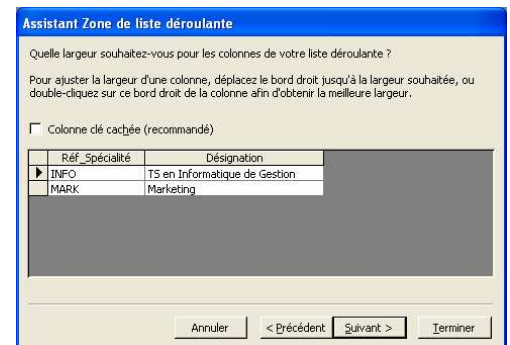 Assistant Zone de liste déroulante
Quelle largeur souhaitez-vous pour les colonnes de votre liste déroulante ?
Pour ajuster la largeur d'une colonne, déplacez le bord droit jusqu'à la largeur souhaitée, ou
double-cliquez sur ce bord droit de la colonne afin d'obtenir la meilleure largeur.
Colonne clé cachée (recommandé)
Réf_Spécialité Désignation
INFO TS en Informatique de Gestion
MARK Marketing
Annuler < Précédent Suivant > Terminer